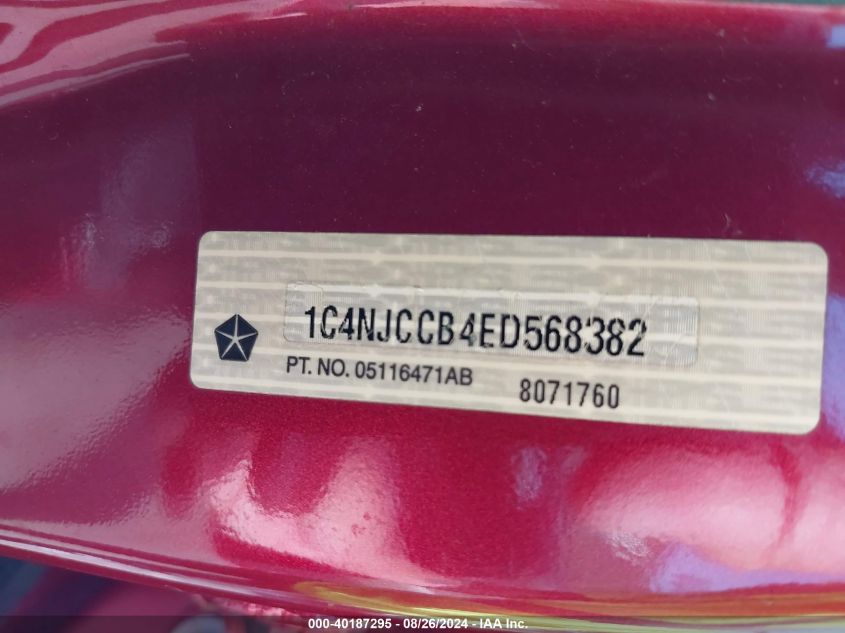 1C4NJCCB4ED568382
PT. NO. 05116471AB
8071760
000-40187295 - 08/26/2024 - IAA Inc.